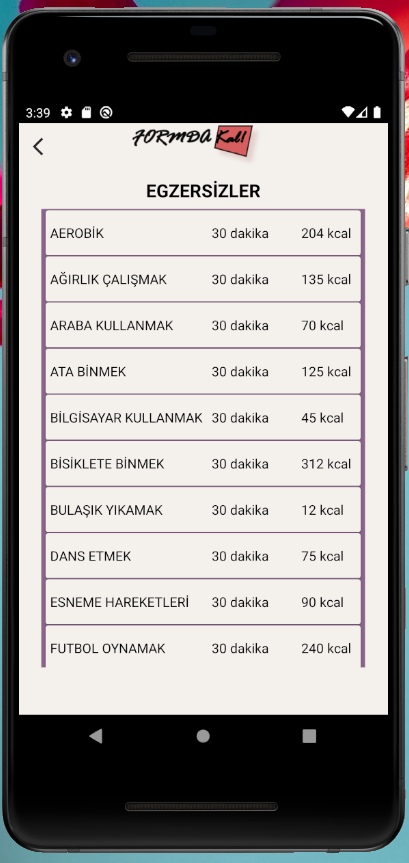 3:39
FORMDA Kal!
EGZERSİZLER
AEROBİK 30 dakika 204 kcal
AĞIRLIK ÇALIŞMAK 30 dakika 135 kcal
ARABA KULLANMAK 30 dakika 70 kcal
ATA BİNMEK 30 dakika 125 kcal
BİLGİSAYAR KULLANMAK 30 dakika 45 kcal
BİSİKLETE BİNMEK 30 dakika 312 kcal
BULAŞIK YIKAMAK 30 dakika 12 kcal
DANS ETMEK 30 dakika 75 kcal
ESNEME HAREKETLERİ 30 dakika 90 kcal
FUTBOL OYNAMAK 30 dakika 240 kcal